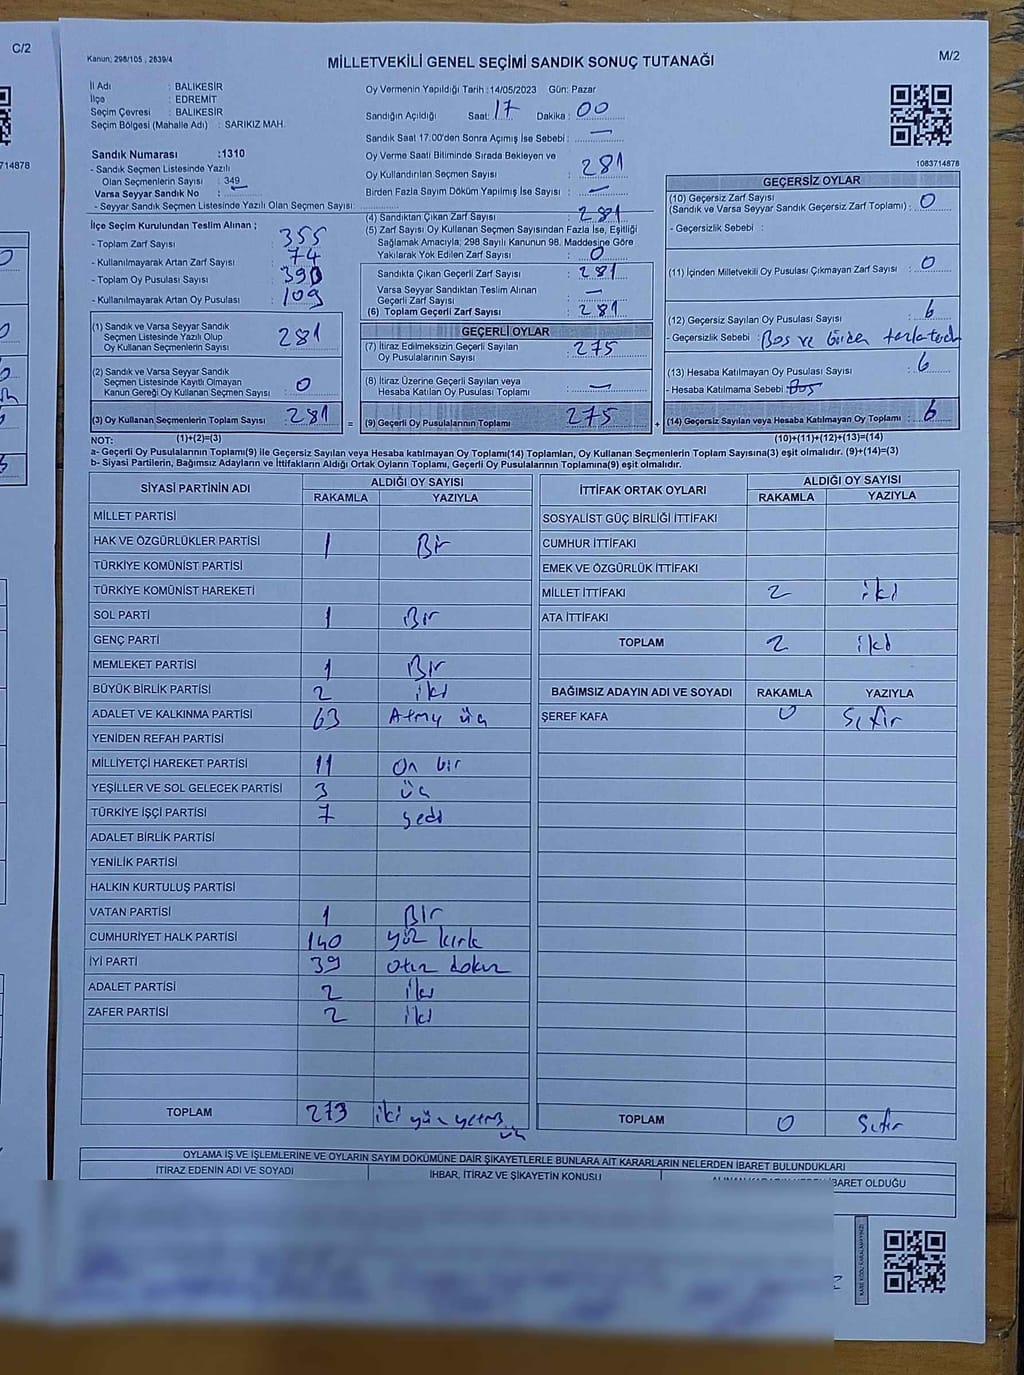 C/2
714878
Kanun; 298/105 , 2839/4
MİLLETVEKİLİ GENEL SEÇİMİ SANDIK SONUÇ TUTANAĞI
M/2
İl Adı : BALIKESİR
İlçe : EDREMİT
Seçim Çevresi : BALIKESİR
Seçim Bölgesi (Mahalle Adı) : SARIKIZ MAH.
Oy Vermenin Yapıldığı Tarih : 14/05/2023 Gün: Pazar
Sandığın Açıldığı Saat: 17 Dakika : 00
Sandık Saat 17:00'den Sonra Açılmış İse Sebebi : —
Sandık Numarası :1310
- Sandık Seçmen Listesinde Yazılı
Olan Seçmenlerin Sayısı : 349
Varsa Seyyar Sandık No :
- Seyyar Sandık Seçmen Listesinde Yazılı Olan Seçmen Sayısı:
Oy Verme Saati Bitiminde Sırada Bekleyen ve
Oy Kullandırılan Seçmen Sayısı : 281
Birden Fazla Sayım Döküm Yapılmış İse Sayısı : —
1083714878
İlçe Seçim Kurulundan Teslim Alınan ;
- Toplam Zarf Sayısı : 355
- Kullanılmayarak Artan Zarf Sayısı : 74
- Toplam Oy Pusulası Sayısı : 390
- Kullanılmayarak Artan Oy Pusulası : 109
(4) Sandıktan Çıkan Zarf Sayısı : 281
(5) Zarf Sayısı Oy Kullanan Seçmen Sayısından Fazla İse, Eşitliği
Sağlamak Amacıyla; 298 Sayılı Kanunun 98. Maddesine Göre
Yakılarak Yok Edilen Zarf Sayısı : 0
Sandıkta Çıkan Geçerli Zarf Sayısı : 281
Varsa Seyyar Sandıktan Teslim Alınan
Geçerli Zarf Sayısı : —
(6) Toplam Geçerli Zarf Sayısı : 281
GEÇERSİZ OYLAR
(10) Geçersiz Zarf Sayısı
(Sandık ve Varsa Seyyar Sandık Geçersiz Zarf Toplamı) : 0
- Geçersizlik Sebebi :
(11) İçinden Milletvekili Oy Pusulası Çıkmayan Zarf Sayısı : 0
(12) Geçersiz Sayılan Oy Pusulası Sayısı : 6
- Geçersizlik Sebebi : Boş ve
(13) Hesaba Katılmayan Oy Pusulası Sayısı : 6
- Hesaba Katılmama Sebebi : Boş
(14) Geçersiz Sayılan veya Hesaba Katılmayan Oy Toplamı : 6
(1) Sandık ve Varsa Seyyar Sandık
Seçmen Listesinde Yazılı Olup
Oy Kullanan Seçmenlerin Sayısı : 281
(2) Sandık ve Varsa Seyyar Sandık
Seçmen Listesinde Kayıtlı Olmayan
Kanun Gereği Oy Kullanan Seçmen Sayısı : 0
(3) Oy Kullanan Seçmenlerin Toplam Sayısı : 281
GEÇERLİ OYLAR
(7) İtiraz Edilmeksizin Geçerli Sayılan
Oy Pusulalarının Sayısı : 275
(8) İtiraz Üzerine Geçerli Sayılan veya
Hesaba Katılan Oy Pusulası Toplamı : —
= (9) Geçerli Oy Pusulalarının Toplamı : 275 +
NOT: (1)+(2)=(3)
(10)+(11)+(12)+(13)=(14)
a- Geçerli Oy Pusulalarının Toplamı(9) ile Geçersiz Sayılan veya Hesaba katılmayan Oy Toplamı(14) Toplamları, Oy Kullanan Seçmenlerin Toplam Sayısına(3) eşit olmalıdır. (9)+(14)=(3)
b- Siyasi Partilerin, Bağımsız Adayların ve İttifakların Aldığı Ortak Oyların Toplamı, Geçerli Oy Pusulalarının Toplamına(9) eşit olmalıdır.
SİYASİ PARTİNİN ADI ALDIĞI OY SAYISI
RAKAMLA YAZIYLA
MİLLET PARTİSİ
HAK VE ÖZGÜRLÜKLER PARTİSİ 1 Bir
TÜRKİYE KOMÜNİST PARTİSİ
TÜRKİYE KOMÜNİST HAREKETİ
SOL PARTİ 1 Bir
GENÇ PARTİ
MEMLEKET PARTİSİ 1 Bir
BÜYÜK BİRLİK PARTİSİ 2 iki
ADALET VE KALKINMA PARTİSİ 63 Atmış üç
YENİDEN REFAH PARTİSİ
MİLLİYETÇİ HAREKET PARTİSİ 11 On bir
YEŞİLLER VE SOL GELECEK PARTİSİ 3 üç
TÜRKİYE İŞÇİ PARTİSİ 7 yedi
ADALET BİRLİK PARTİSİ
YENİLİK PARTİSİ
HALKIN KURTULUŞ PARTİSİ
VATAN PARTİSİ 1 Bir
CUMHURİYET HALK PARTİSİ 140 yüz kırk
İYİ PARTİ 39 otuz dokuz
ADALET PARTİSİ 2 iki
ZAFER PARTİSİ 2 iki
TOPLAM 273 iki yüz yetmiş üç
İTTİFAK ORTAK OYLARI ALDIĞI OY SAYISI
RAKAMLA YAZIYLA
SOSYALİST GÜÇ BİRLİĞİ İTTİFAKI
CUMHUR İTTİFAKI
EMEK VE ÖZGÜRLÜK İTTİFAKI
MİLLET İTTİFAKI 2 iki
ATA İTTİFAKI
TOPLAM 2 iki
BAĞIMSIZ ADAYIN ADI VE SOYADI RAKAMLA YAZIYLA
ŞEREF KAFA 0 Sıfır
TOPLAM 0 Sıfır
OYLAMA İŞ VE İŞLEMLERİNE VE OYLARIN SAYIM DÖKÜMÜNE DAİR ŞİKAYETLERLE BUNLARA AİT KARARLARIN NELERDEN İBARET BULUNDUKLARI
İTİRAZ EDENİN ADI VE SOYADI İHBAR, İTİRAZ VE ŞİKAYETİN KONUSU İBARET OLDUĞU